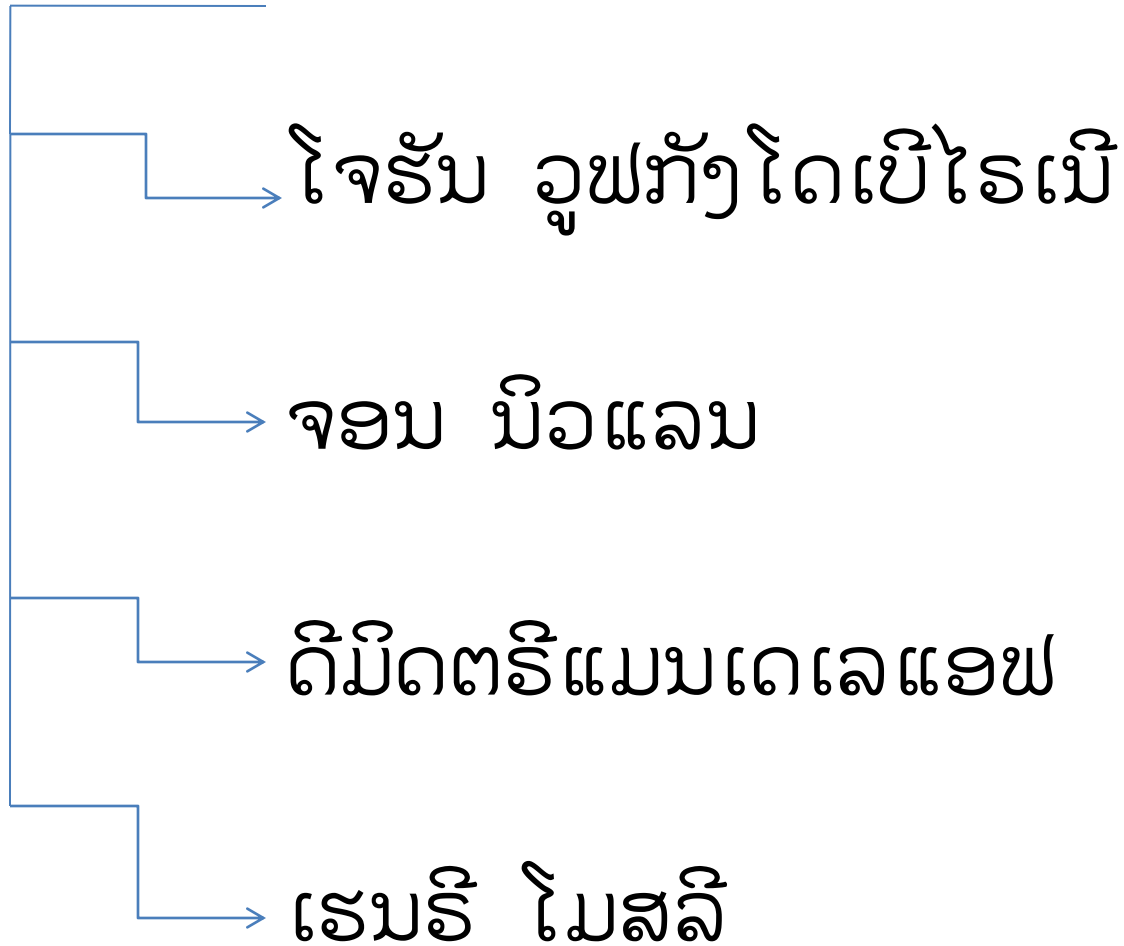 ໂຈຮັນ ວູຟກັງໂດເບີໄຣເນີ
ຈອນ ນິວແລນ
ດີມິດຕຣີແມນເດເລແອຟ
ເຮນຣີ ໂມສລີ